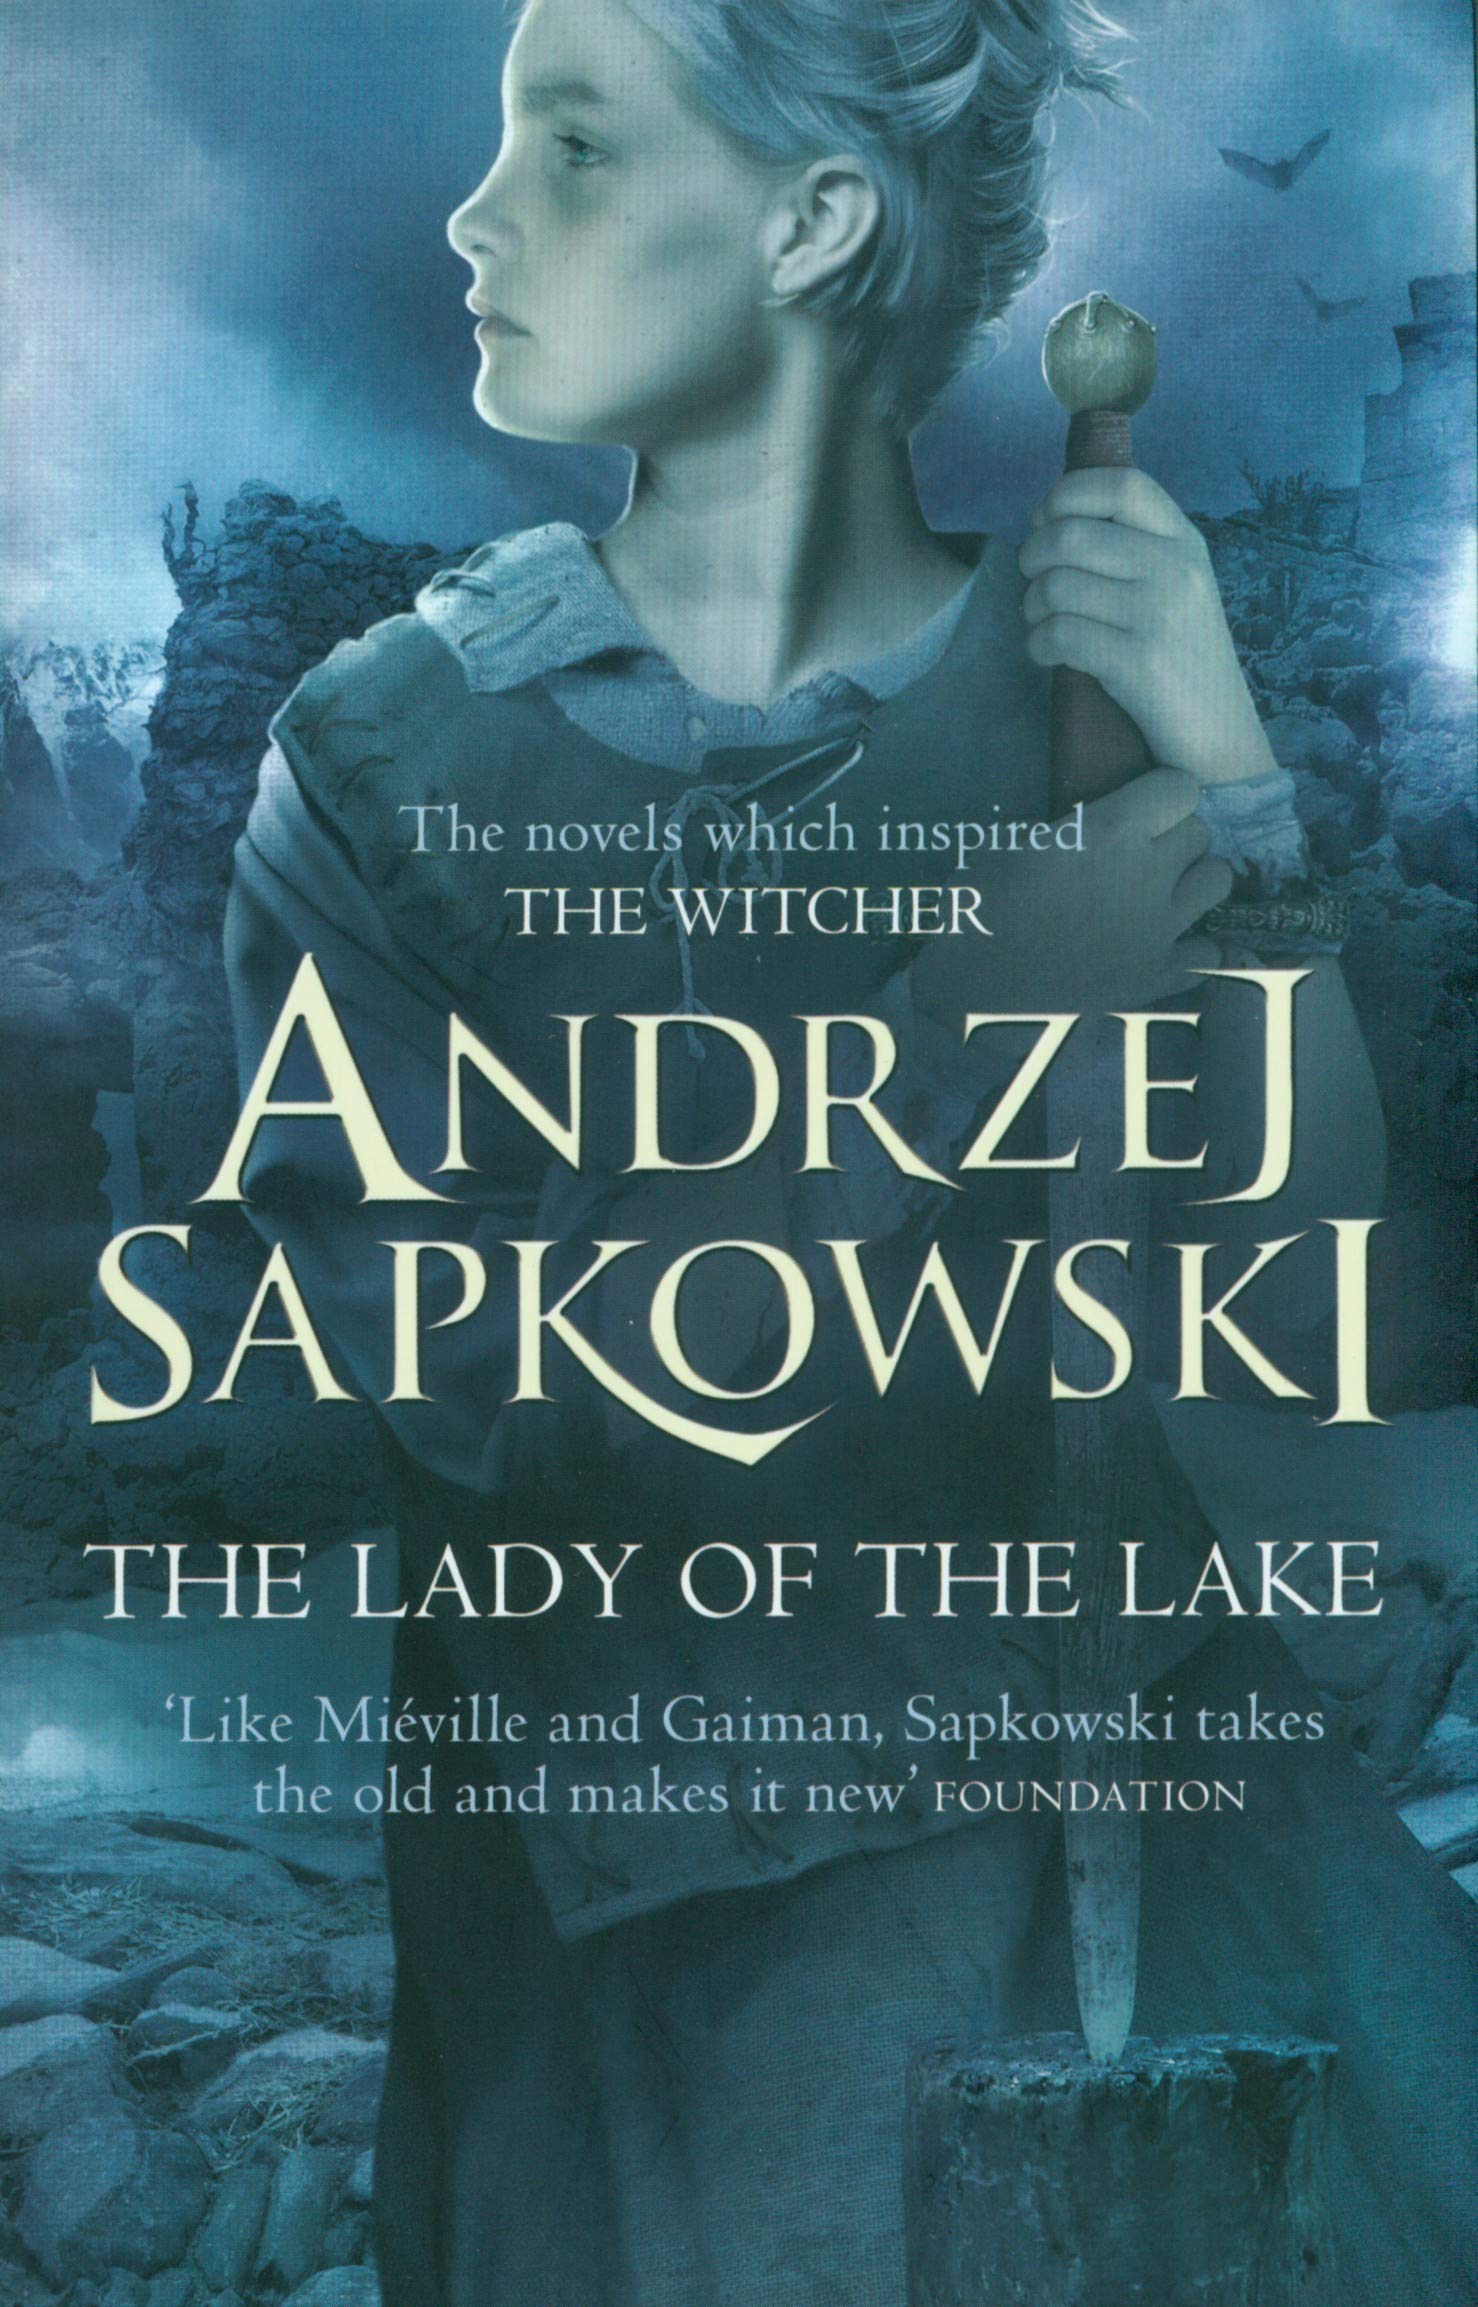 The novels which inspired
THE WITCHER
ANDRZEJ
SAPKOWSKI
THE LADY OF THE LAKE
‘Like Miéville and Gaiman, Sapkowski takes
the old and makes it new’ FOUNDATION